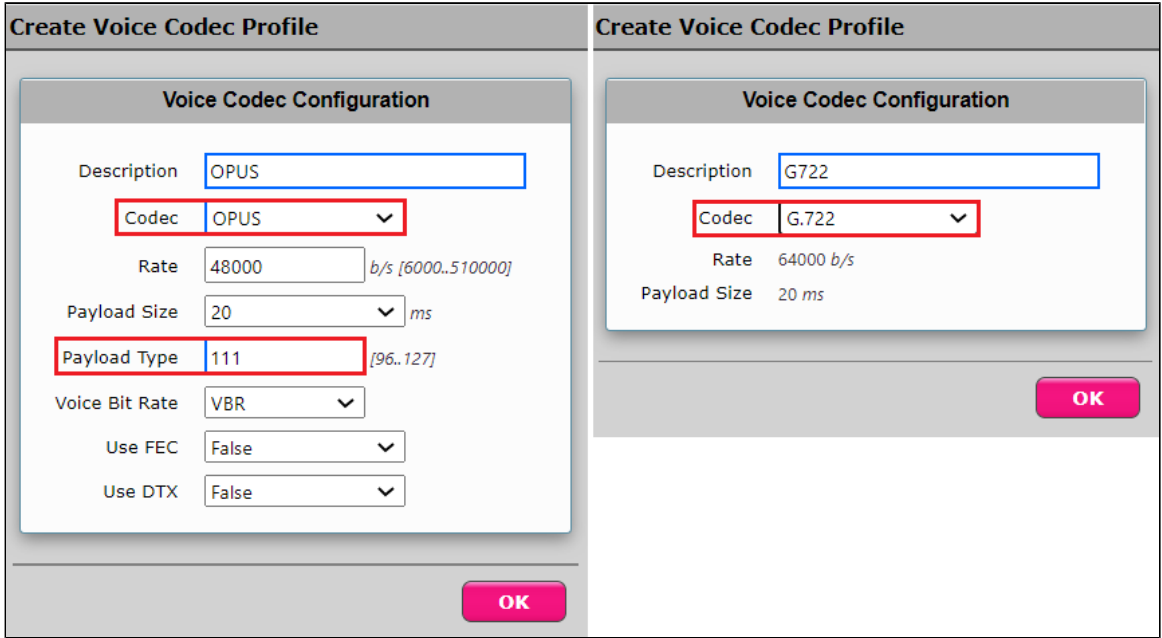 Create Voice Codec Profile
Voice Codec Configuration
Description OPUS
Codec OPUS
Rate 48000 b/s [6000..510000]
Payload Size 20 ms
Payload Type 111 [96..127]
Voice Bit Rate VBR
Use FEC False
Use DTX False
OK
Create Voice Codec Profile
Voice Codec Configuration
Description G722
Codec G.722
Rate 64000 b/s
Payload Size 20 ms
OK